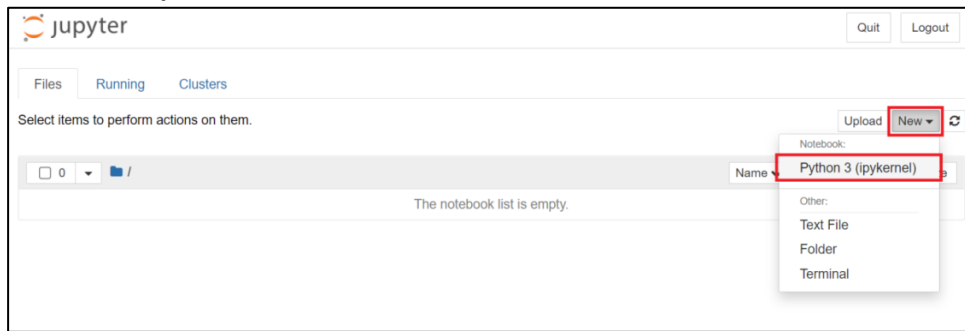 jupyter
Quit Logout
Files Running Clusters
Select items to perform actions on them.
Upload New
Notebook:
0 / Name
Python 3 (ipykernel)
The notebook list is empty.
Other:
Text File
Folder
Terminal